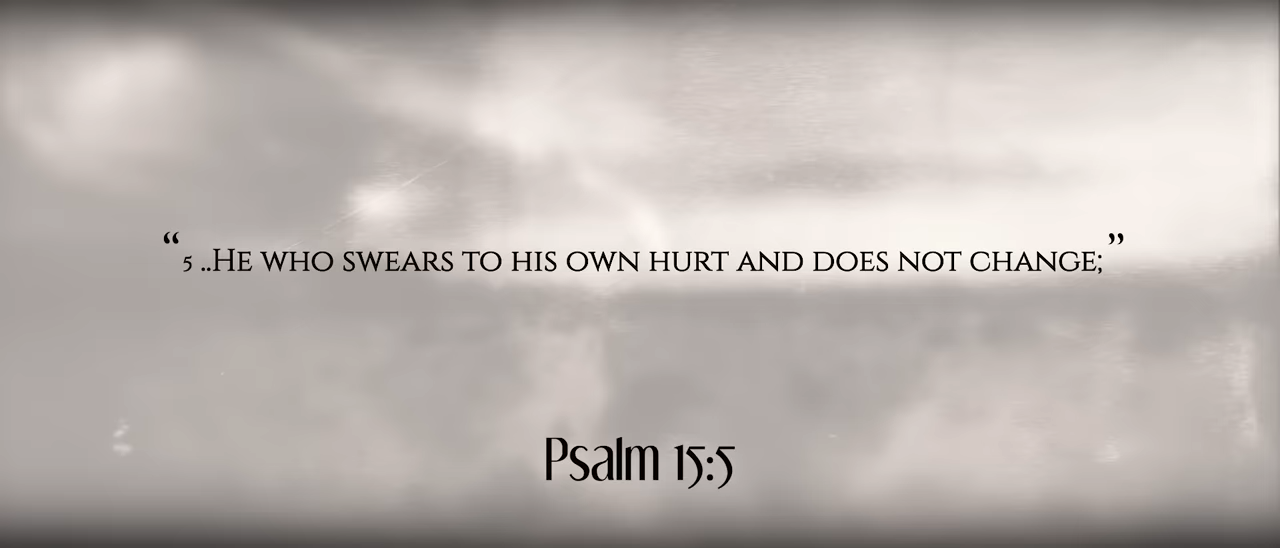 “5 ..He who swears to his own hurt and does not change;”
Psalm 15:5